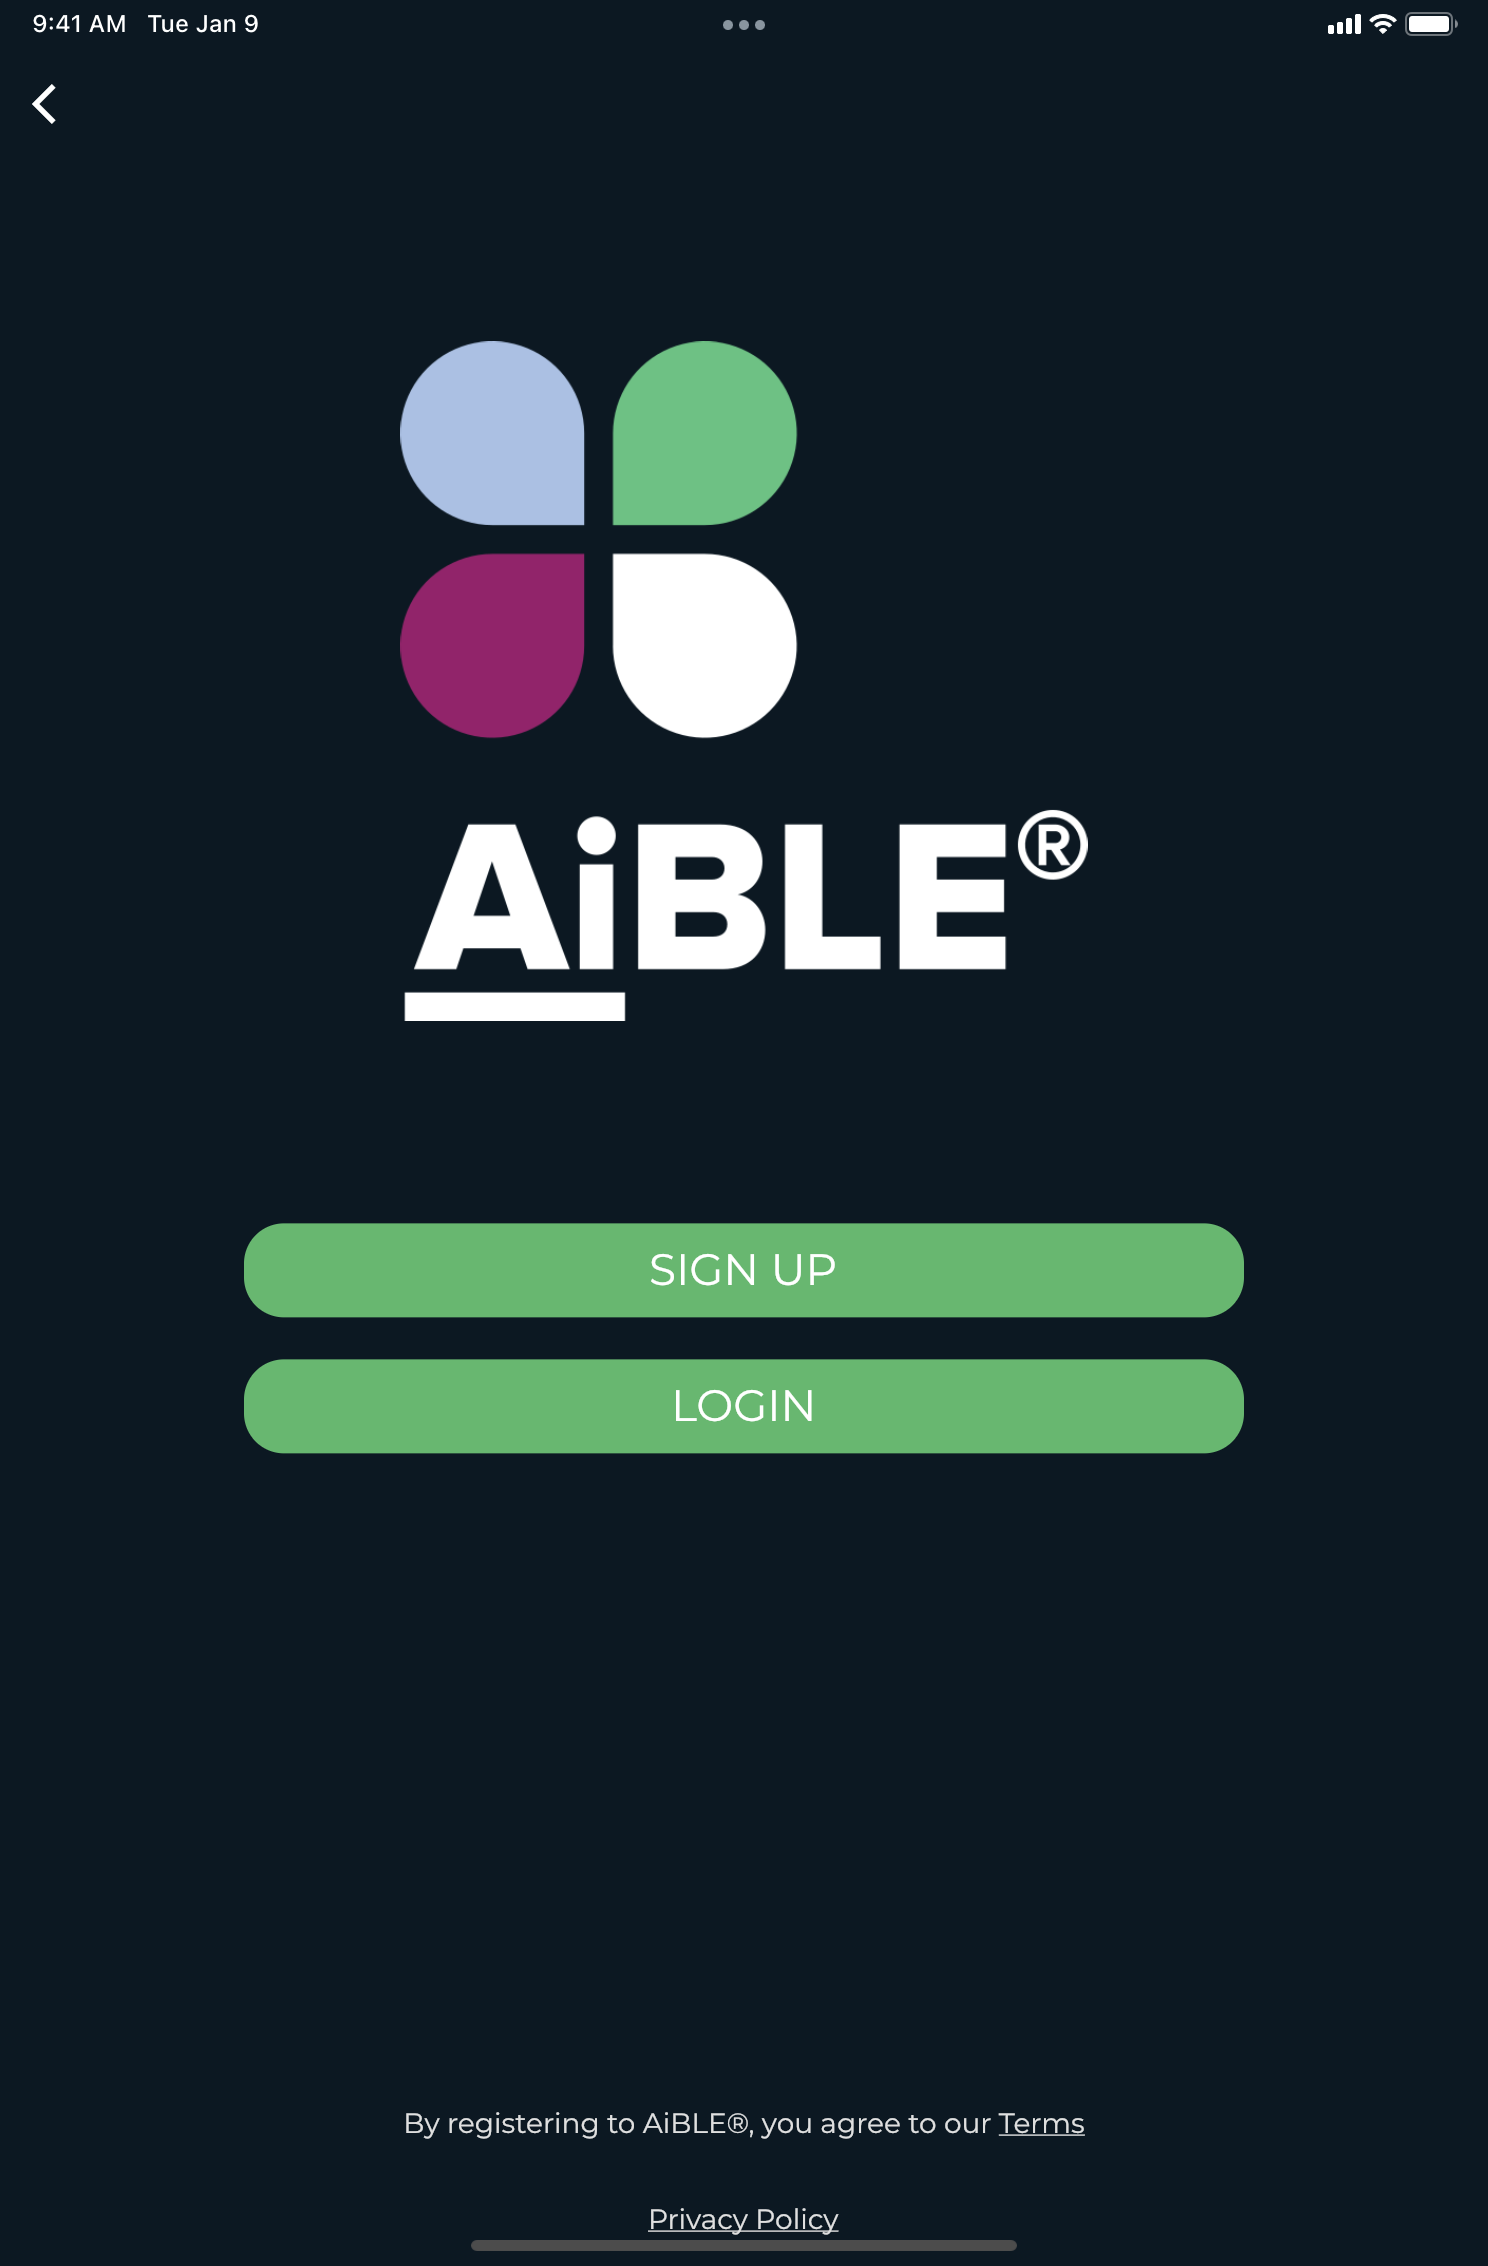 9:41 AM Tue Jan 9
AiBLE®
SIGN UP
LOGIN
By registering to AiBLE®, you agree to our Terms
Privacy Policy